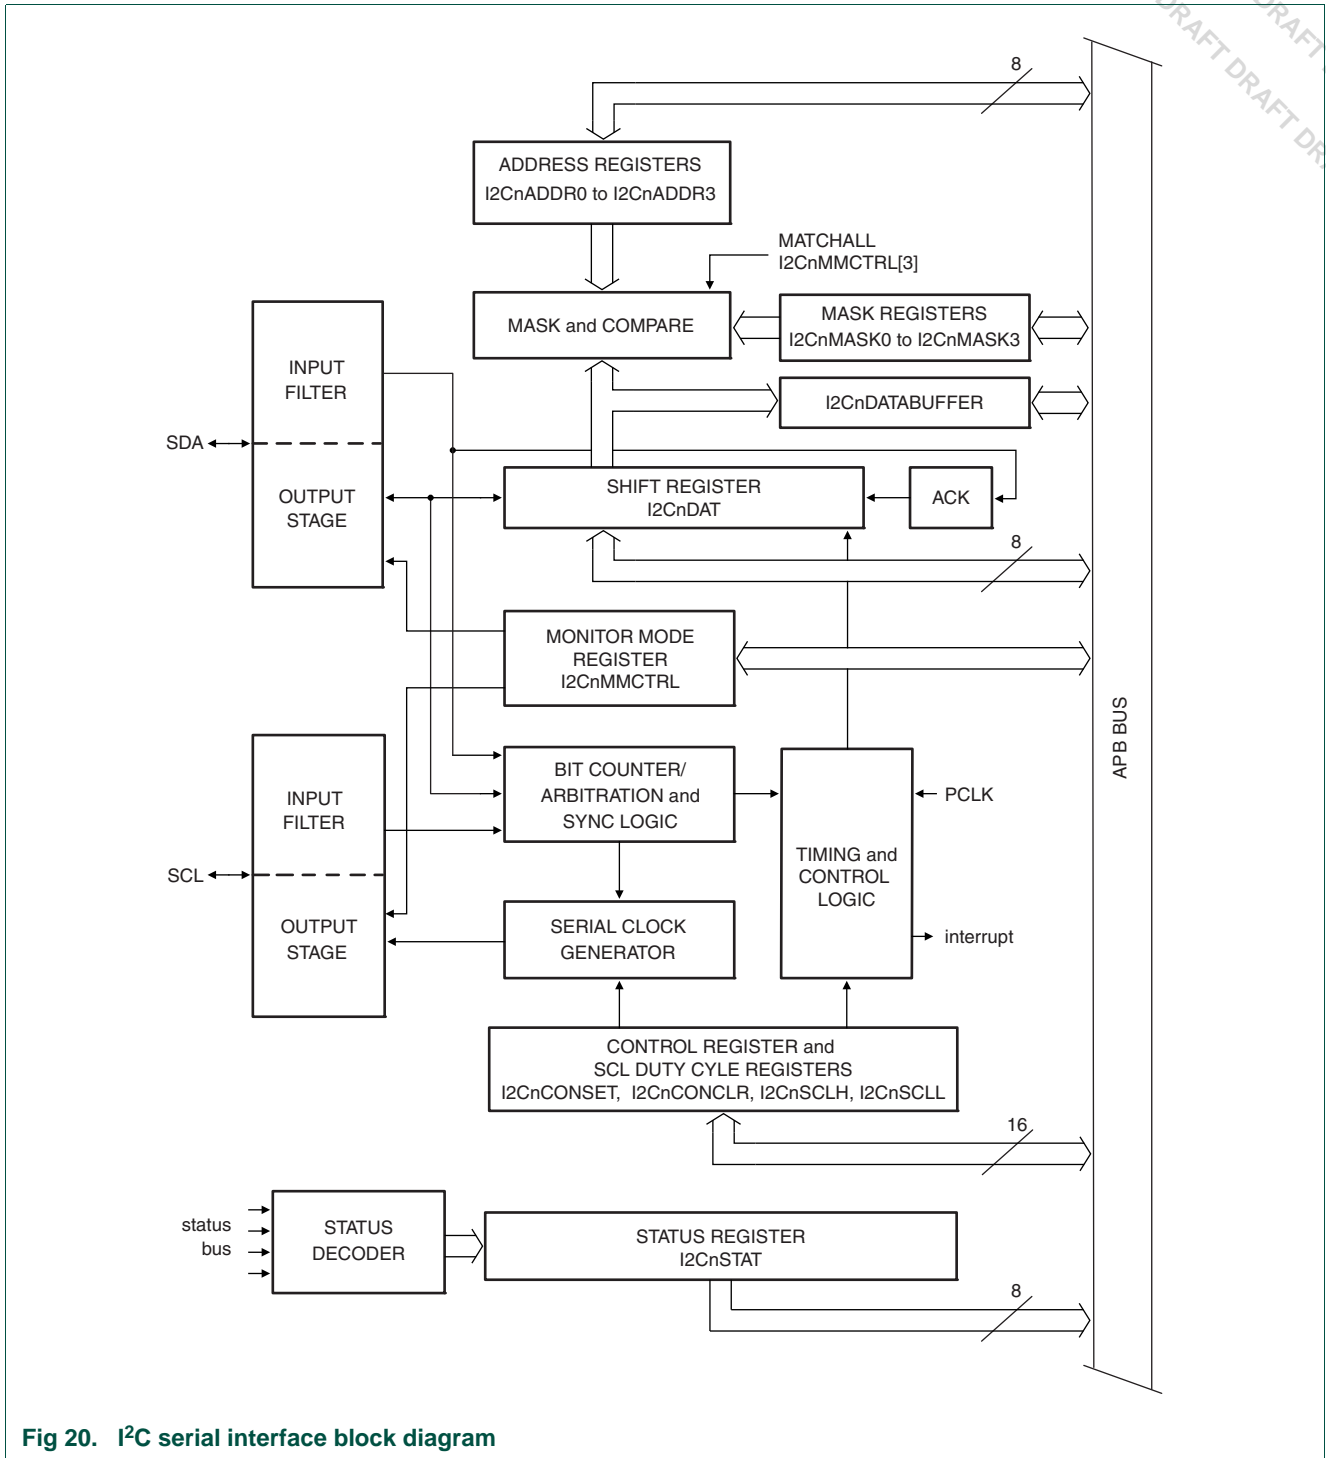 DRAFT DRAFT
DRAFT DRAFT DRA
8
ADDRESS REGISTERS
I2CnADDR0 to I2CnADDR3
MATCHALL
I2CnMMCTRL[3]
MASK and COMPARE
MASK REGISTERS
I2CnMASK0 to I2CnMASK3
I2CnDATABUFFER
INPUT
FILTER
SDA
OUTPUT
STAGE
SHIFT REGISTER
I2CnDAT
ACK
8
MONITOR MODE
REGISTER
I2CnMMCTRL
APB BUS
BIT COUNTER/
ARBITRATION and
SYNC LOGIC
PCLK
INPUT
FILTER
TIMING and
CONTROL
LOGIC
SCL
OUTPUT
STAGE
SERIAL CLOCK
GENERATOR
interrupt
CONTROL REGISTER and
SCL DUTY CYLE REGISTERS
I2CnCONSET, I2CnCONCLR, I2CnSCLH, I2CnSCLL
16
status
bus
STATUS
DECODER
STATUS REGISTER
I2CnSTAT
8
Fig 20. I²C serial interface block diagram